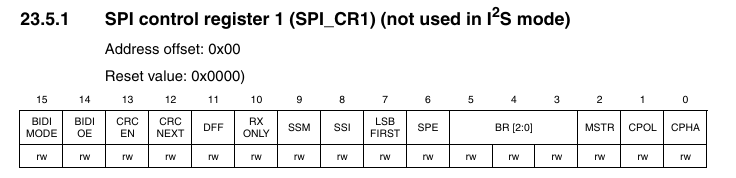 23.5.1 SPI control register 1 (SPI_CR1) (not used in I2S mode)
Address offset: 0x00
Reset value: 0x0000)
15 14 13 12 11 10 9 8 7 6 5 4 3 2 1 0
BIDI MODE BIDI OE CRC EN CRC NEXT DFF RX ONLY SSM SSI LSB FIRST SPE BR [2:0] MSTR CPOL CPHA
rw rw rw rw rw rw rw rw rw rw rw rw rw rw rw rw